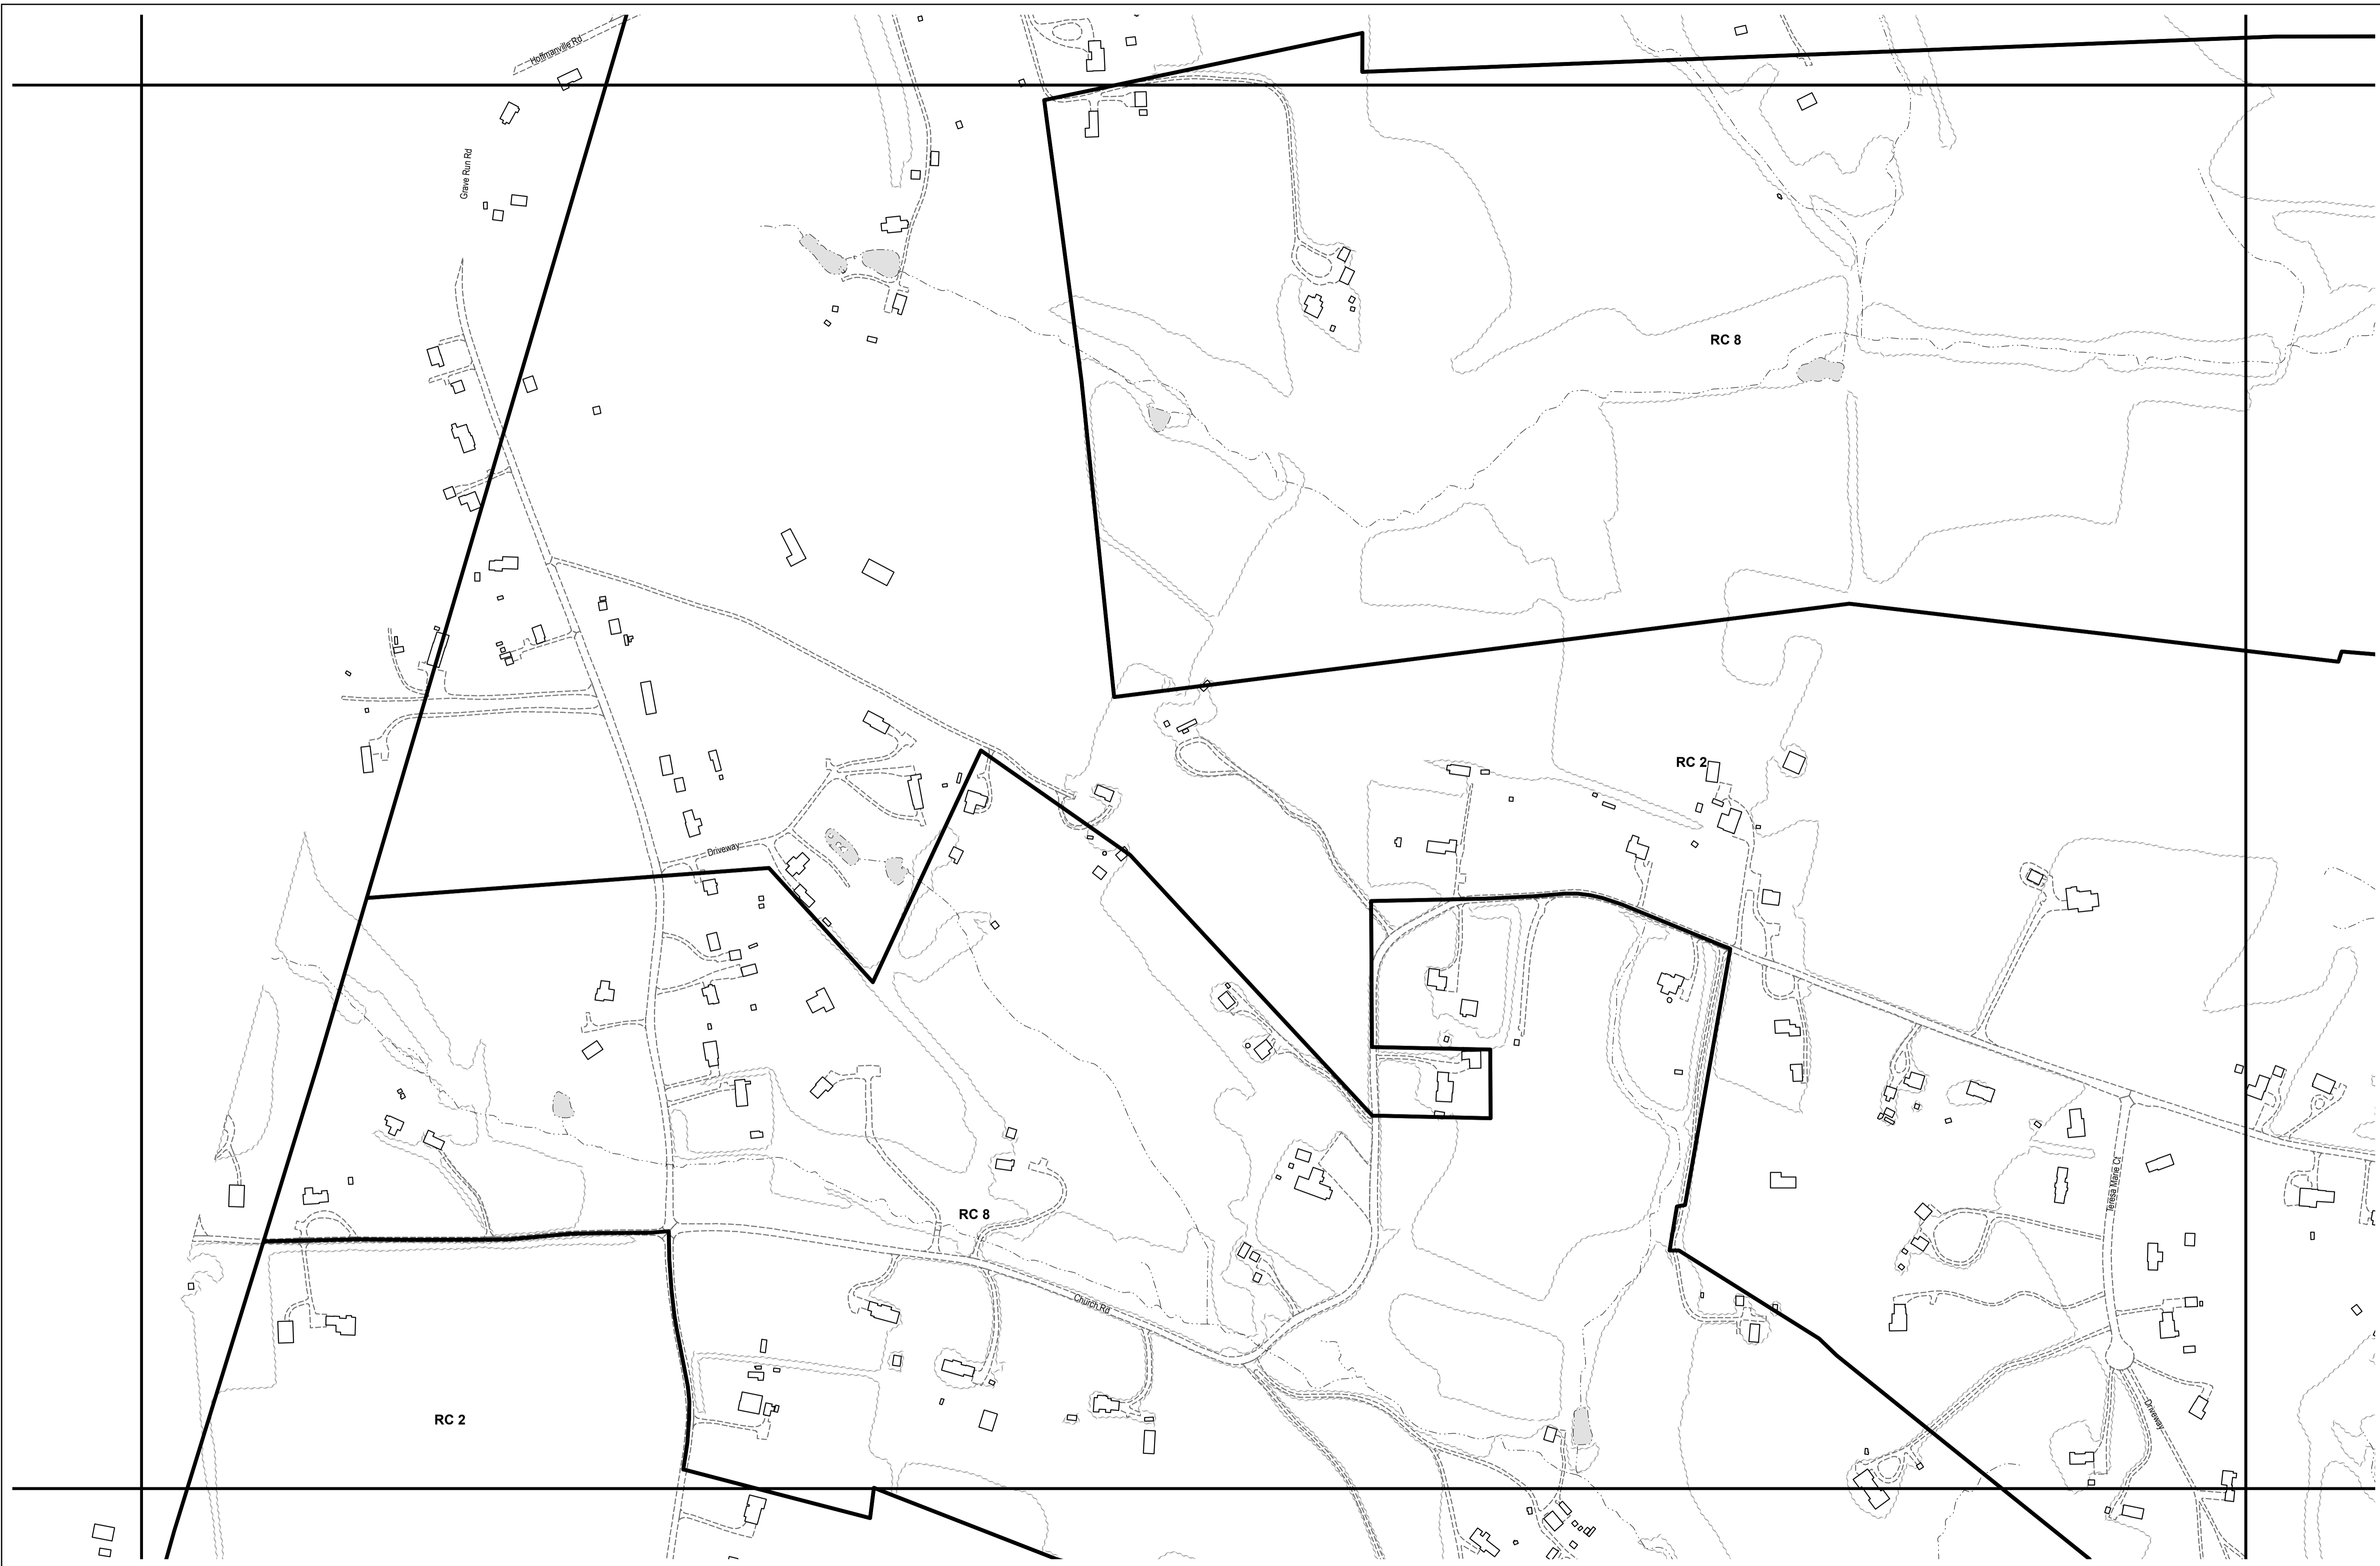 Hoffmanville Rd
Grave Run Rd
RC 8
RC 2
Driveway
Teresa Marie Ct
RC 8
Church Rd
Driveway
RC 2